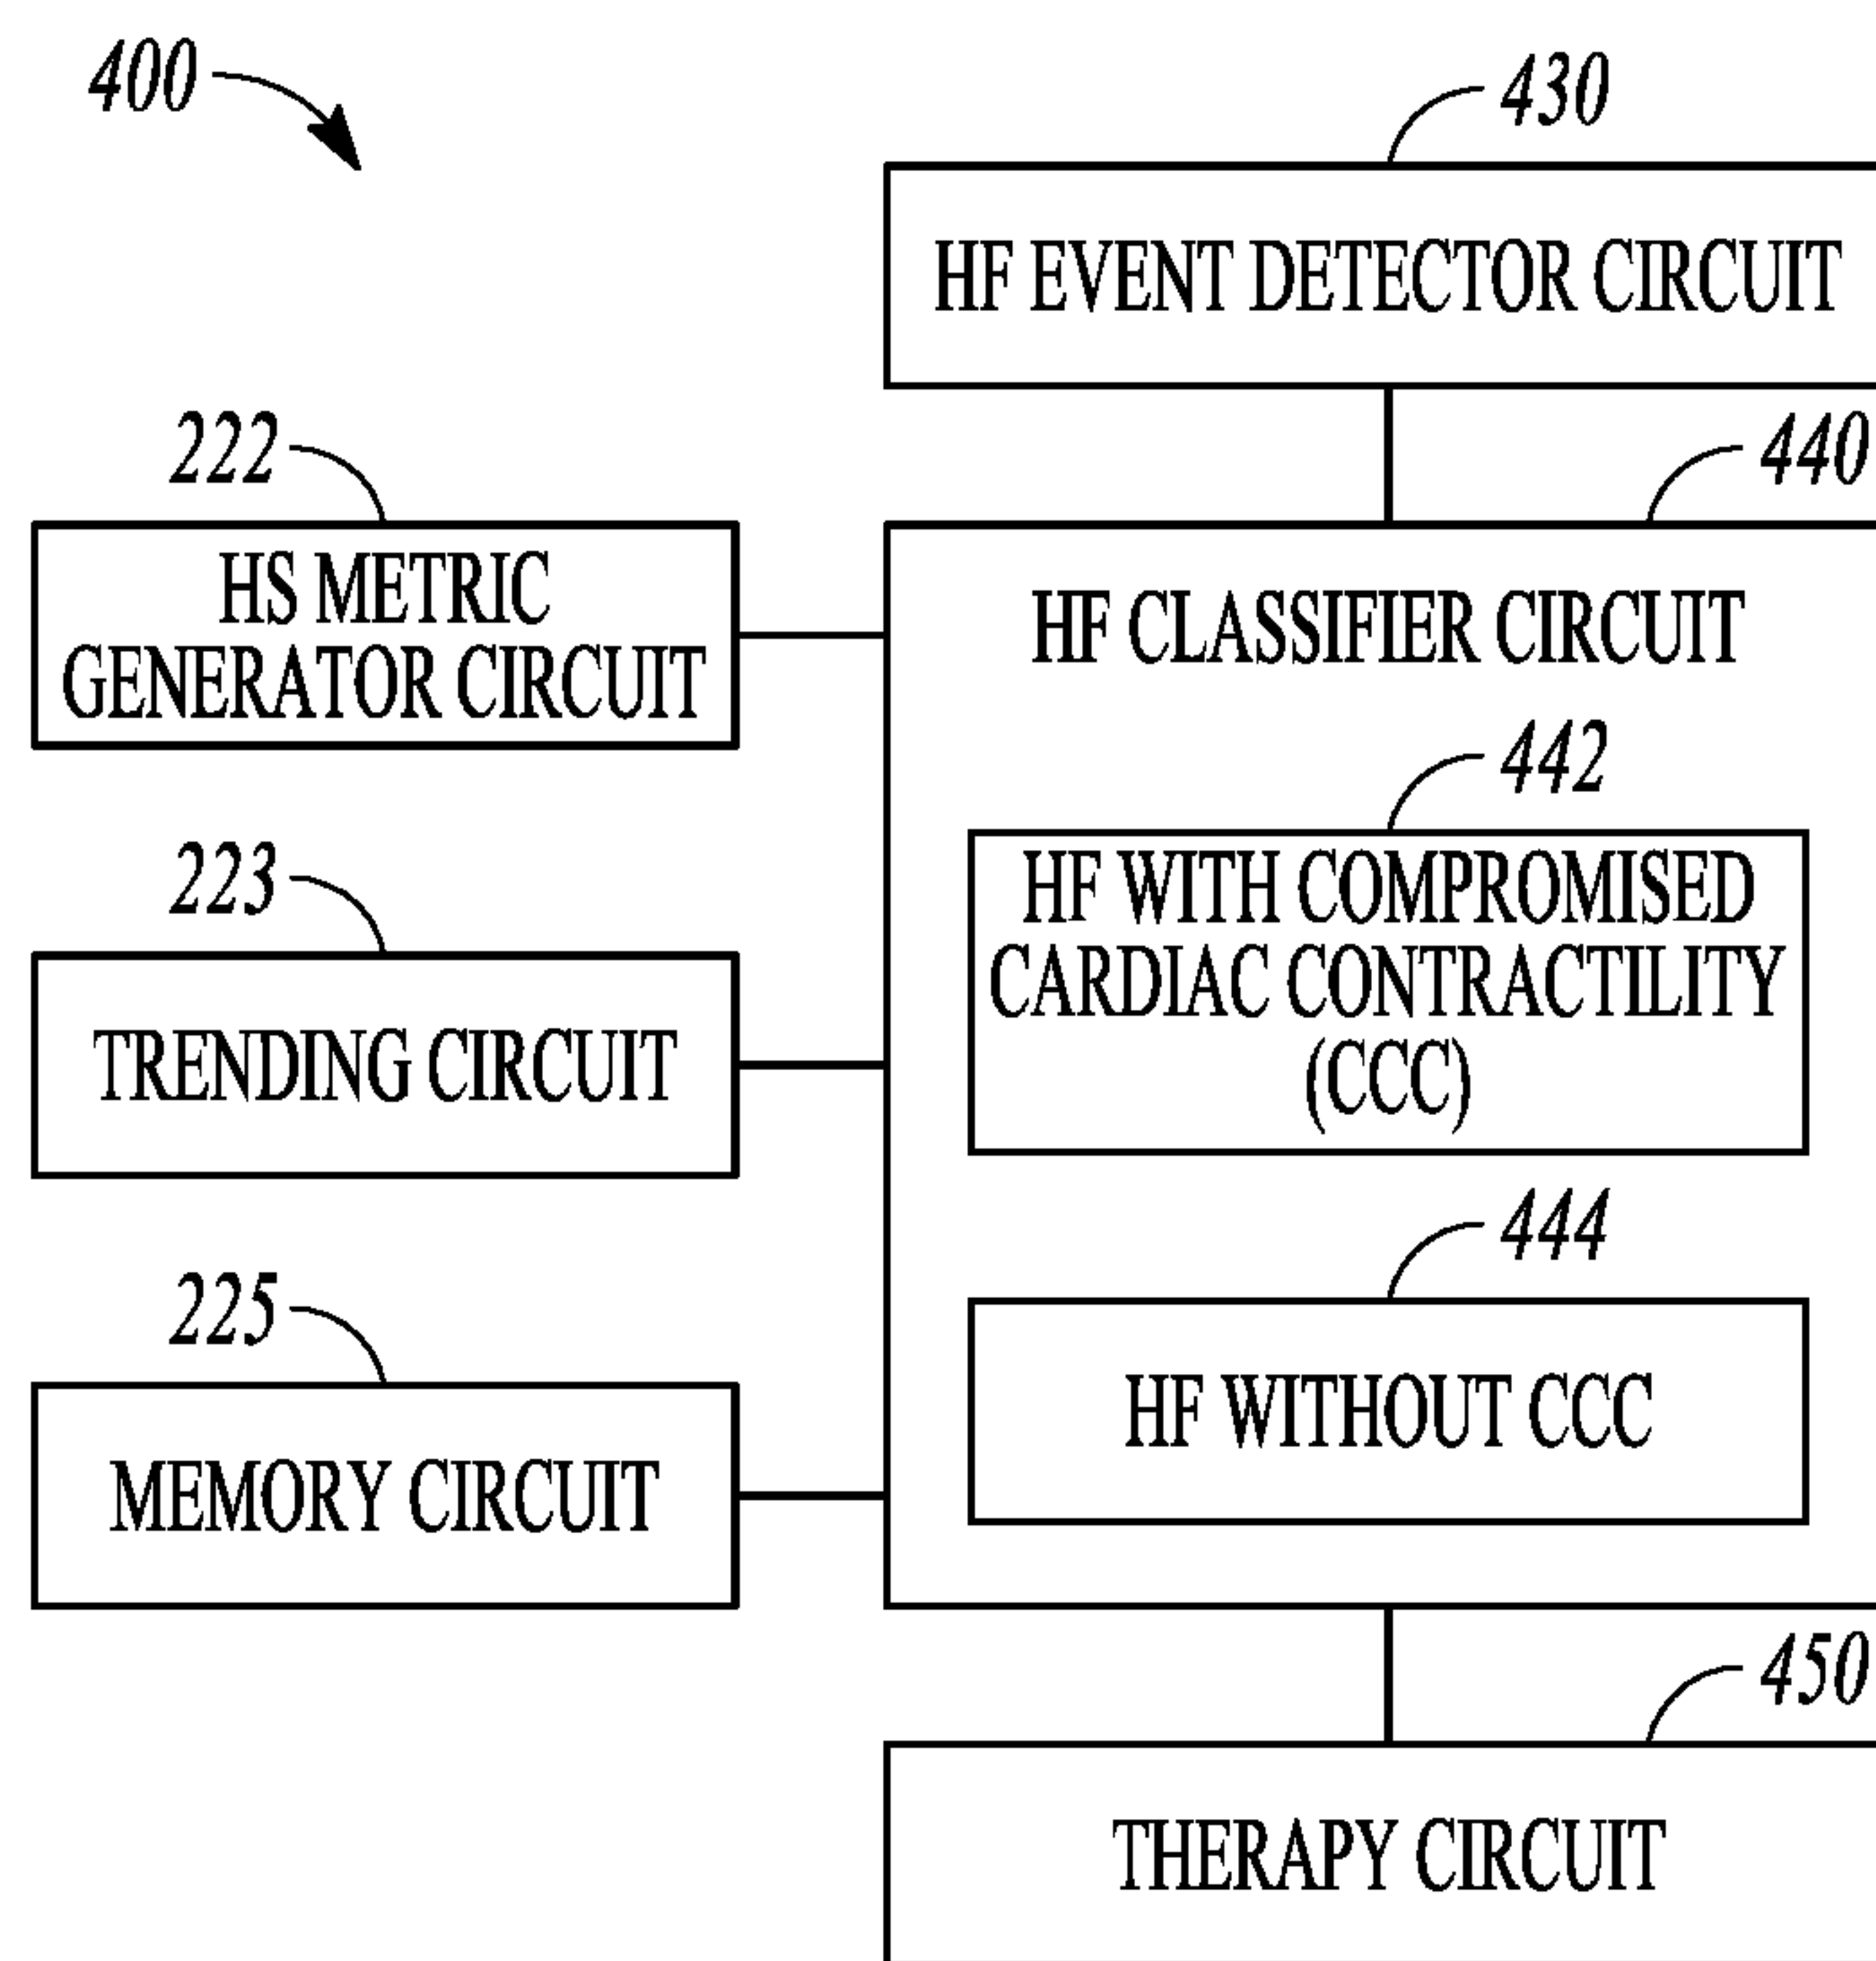 400
430
HF EVENT DETECTOR CIRCUIT
222
440
HS METRIC
GENERATOR CIRCUIT
HF CLASSIFIER CIRCUIT
442
223
HF WITH COMPROMISED
CARDIAC CONTRACTILITY
(CCC)
TRENDING CIRCUIT
444
225
HF WITHOUT CCC
MEMORY CIRCUIT
450
THERAPY CIRCUIT